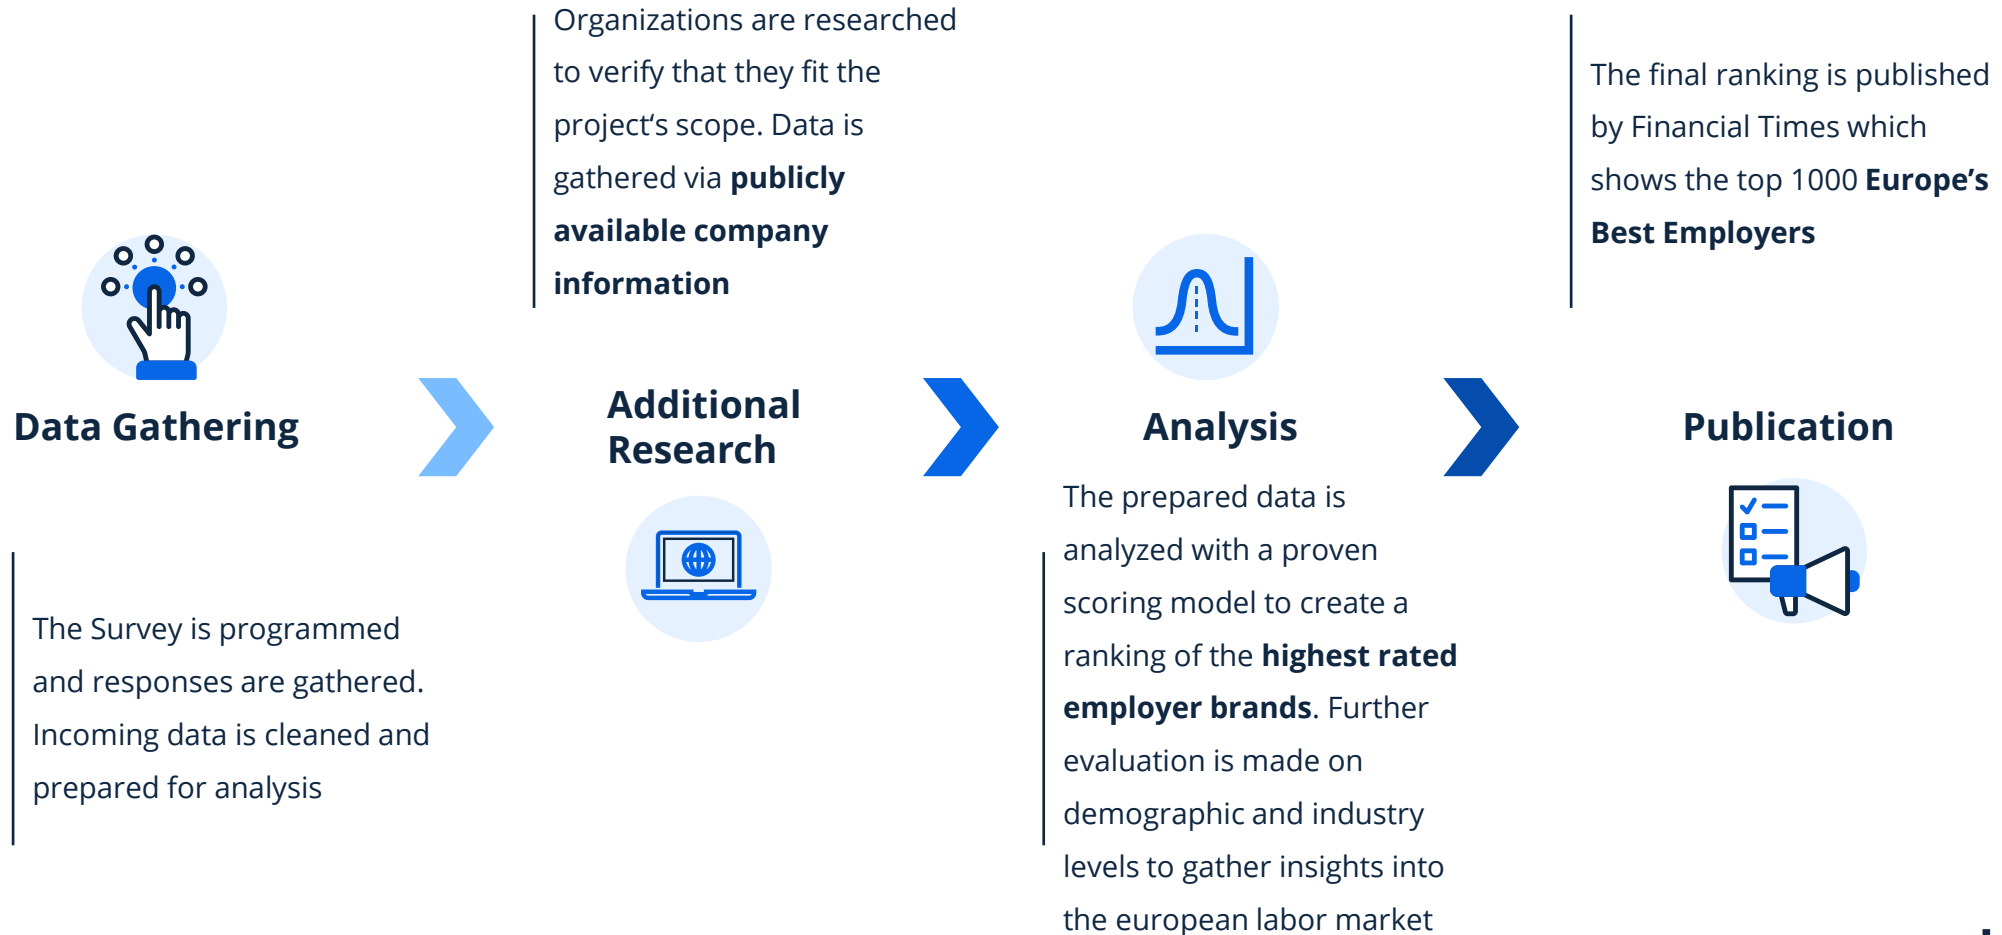 Data Gathering
The Survey is programmed
and responses are gathered.
Incoming data is cleaned and
prepared for analysis
Organizations are researched
to verify that they fit the
project‘s scope. Data is
gathered via publicly
available company
information
Additional
Research
Analysis
The prepared data is
analyzed with a proven
scoring model to create a
ranking of the highest rated
employer brands. Further
evaluation is made on
demographic and industry
levels to gather insights into
the european labor market
The final ranking is published
by Financial Times which
shows the top 1000 Europe’s
Best Employers
Publication